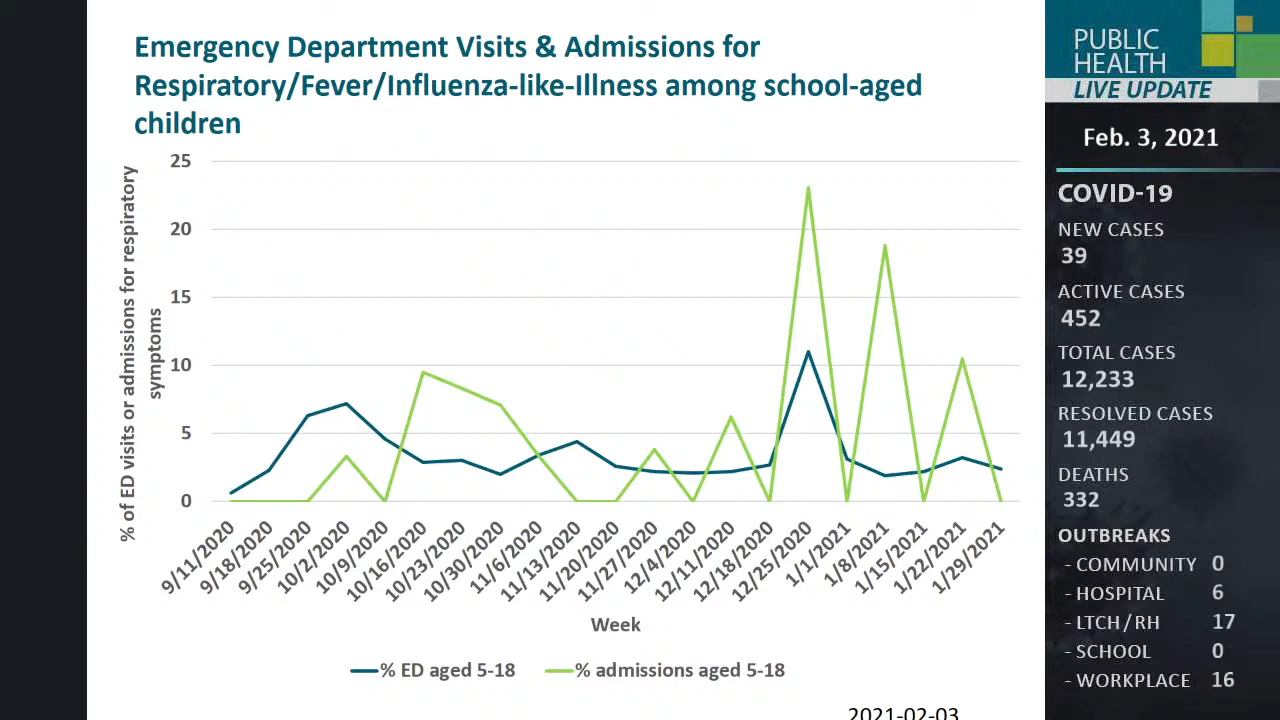 Emergency Department Visits & Admissions for
Respiratory/Fever/Influenza-like-Illness among school-aged
children
% of ED visits or admissions for respiratory
symptoms
25
20
15
10
5
0
9/11/2020
9/18/2020
9/25/2020
10/2/2020
10/9/2020
10/16/2020
10/23/2020
10/30/2020
11/6/2020
11/13/2020
11/20/2020
11/27/2020
12/4/2020
12/11/2020
12/18/2020
12/25/2020
1/1/2021
1/8/2021
1/15/2021
1/22/2021
1/29/2021
Week
% ED aged 5-18
% admissions aged 5-18
2021-02-03
PUBLIC
HEALTH
LIVE UPDATE
Feb. 3, 2021
COVID-19
NEW CASES
39
ACTIVE CASES
452
TOTAL CASES
12,233
RESOLVED CASES
11,449
DEATHS
332
OUTBREAKS
- COMMUNITY 0
- HOSPITAL 6
- LTCH/RH 17
- SCHOOL 0
- WORKPLACE 16